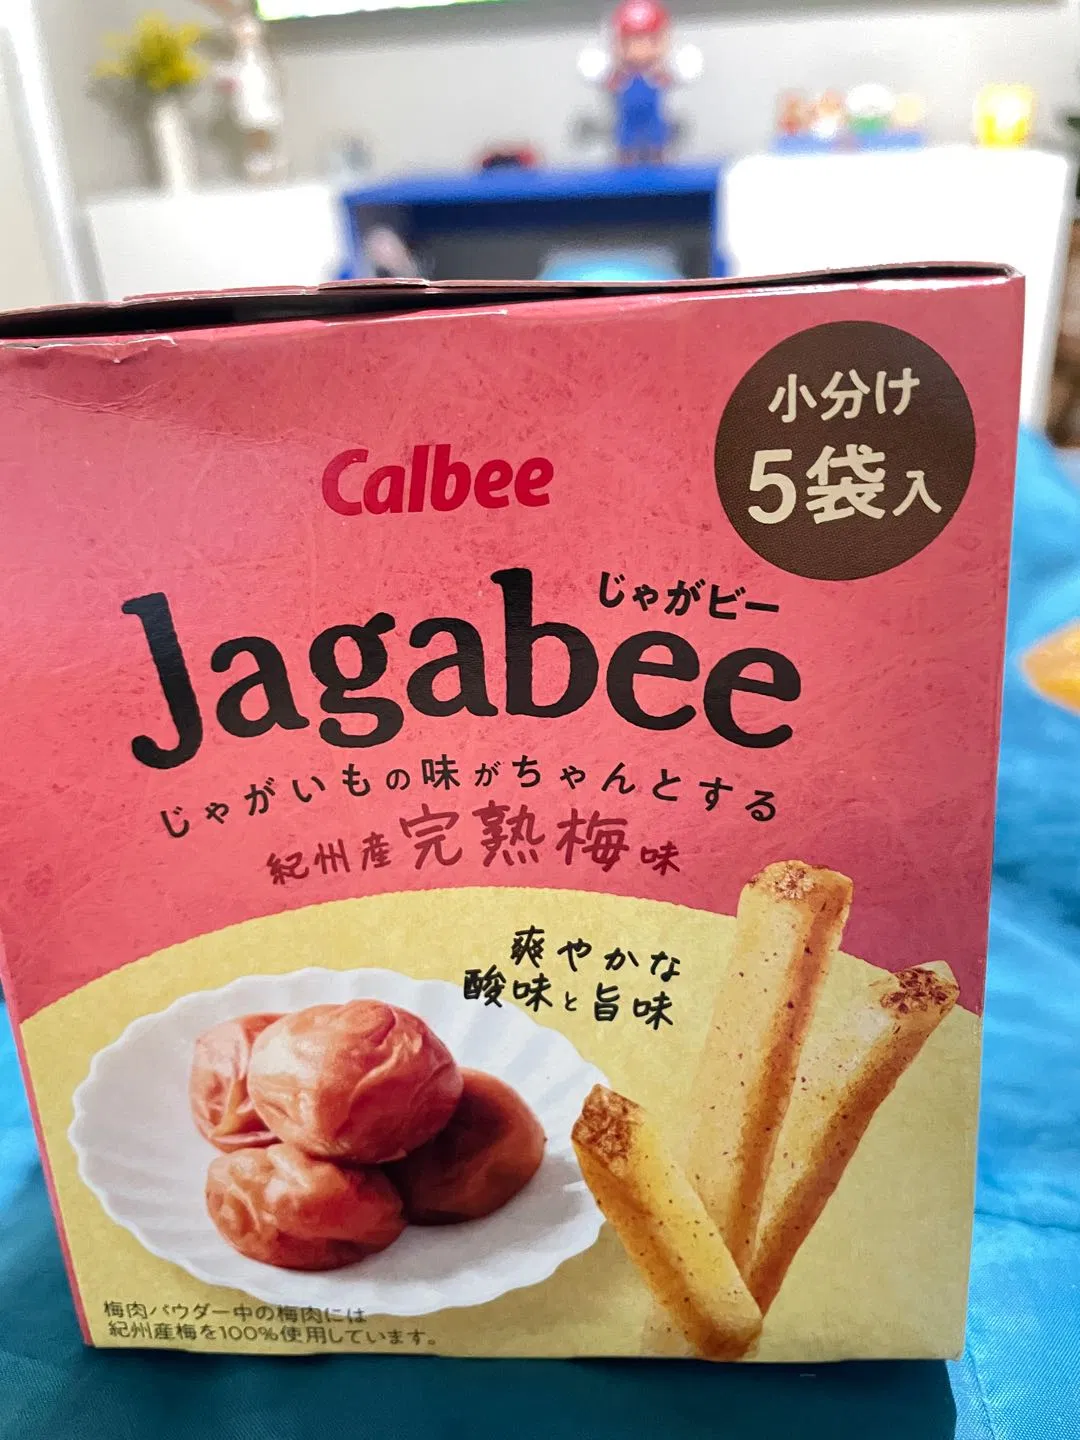 小分け
5袋入
Calbee
じゃがビー
Jagabee
じゃがいもの味がちゃんとする
紀州産完熟梅味
爽やかな
酸味と旨味
梅肉パウダー中の梅肉には
紀州産梅を100%使用しています。